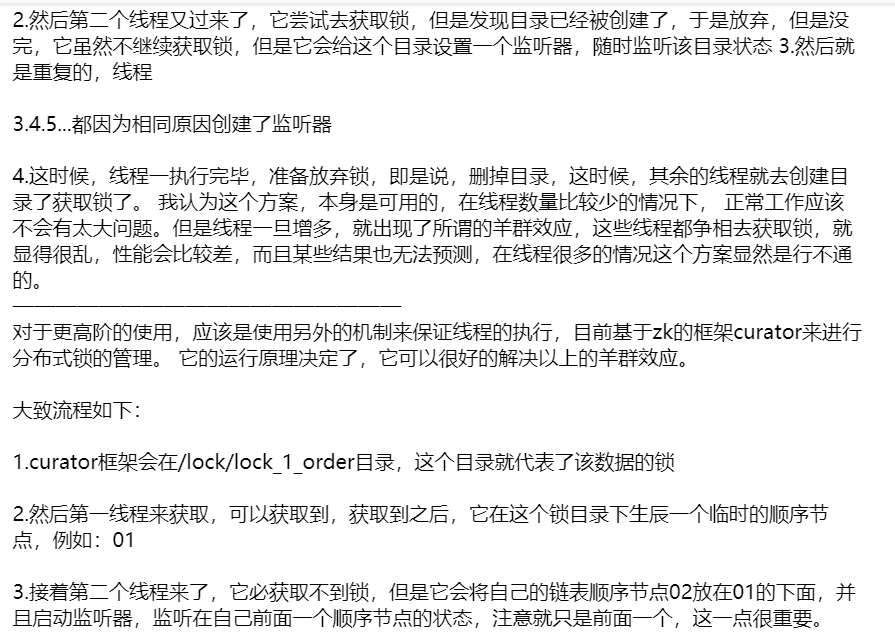 2.然后第二个线程又过来了，它尝试去获取锁，但是发现目录已经被创建了，于是放弃，但是没
完，它虽然不继续获取锁，但是它会给这个目录设置一个监听器，随时监听该目录状态 3.然后就
是重复的，线程
3.4.5...都因为相同原因创建了监听器
4.这时候，线程一执行完毕，准备放弃锁，即是说，删掉目录，这时候，其余的线程就去创建目
录了获取锁了。 我认为这个方案，本身是可用的，在线程数量比较少的情况下， 正常工作应该
不会有太大问题。但是线程一旦增多，就出现了所谓的羊群效应，这些线程都争相去获取锁，就
显得很乱，性能会比较差，而且某些结果也无法预测，在线程很多的情况这个方案显然是行不通
的。
————————————————————
对于更高阶的使用，应该是使用另外的机制来保证线程的执行，目前基于zk的框架curator来进行
分布式锁的管理。 它的运行原理决定了，它可以很好的解决以上的羊群效应。
大致流程如下：
1.curator框架会在/lock/lock_1_order目录，这个目录就代表了该数据的锁
2.然后第一线程来获取，可以获取到，获取到之后，它在这个锁目录下生辰一个临时的顺序节
点，例如：01
3.接着第二个线程来了，它必获取不到锁，但是它会将自己的链表顺序节点02放在01的下面，并
且启动监听器，监听在自己前面一个顺序节点的状态，注意就只是前面一个，这一点很重要。